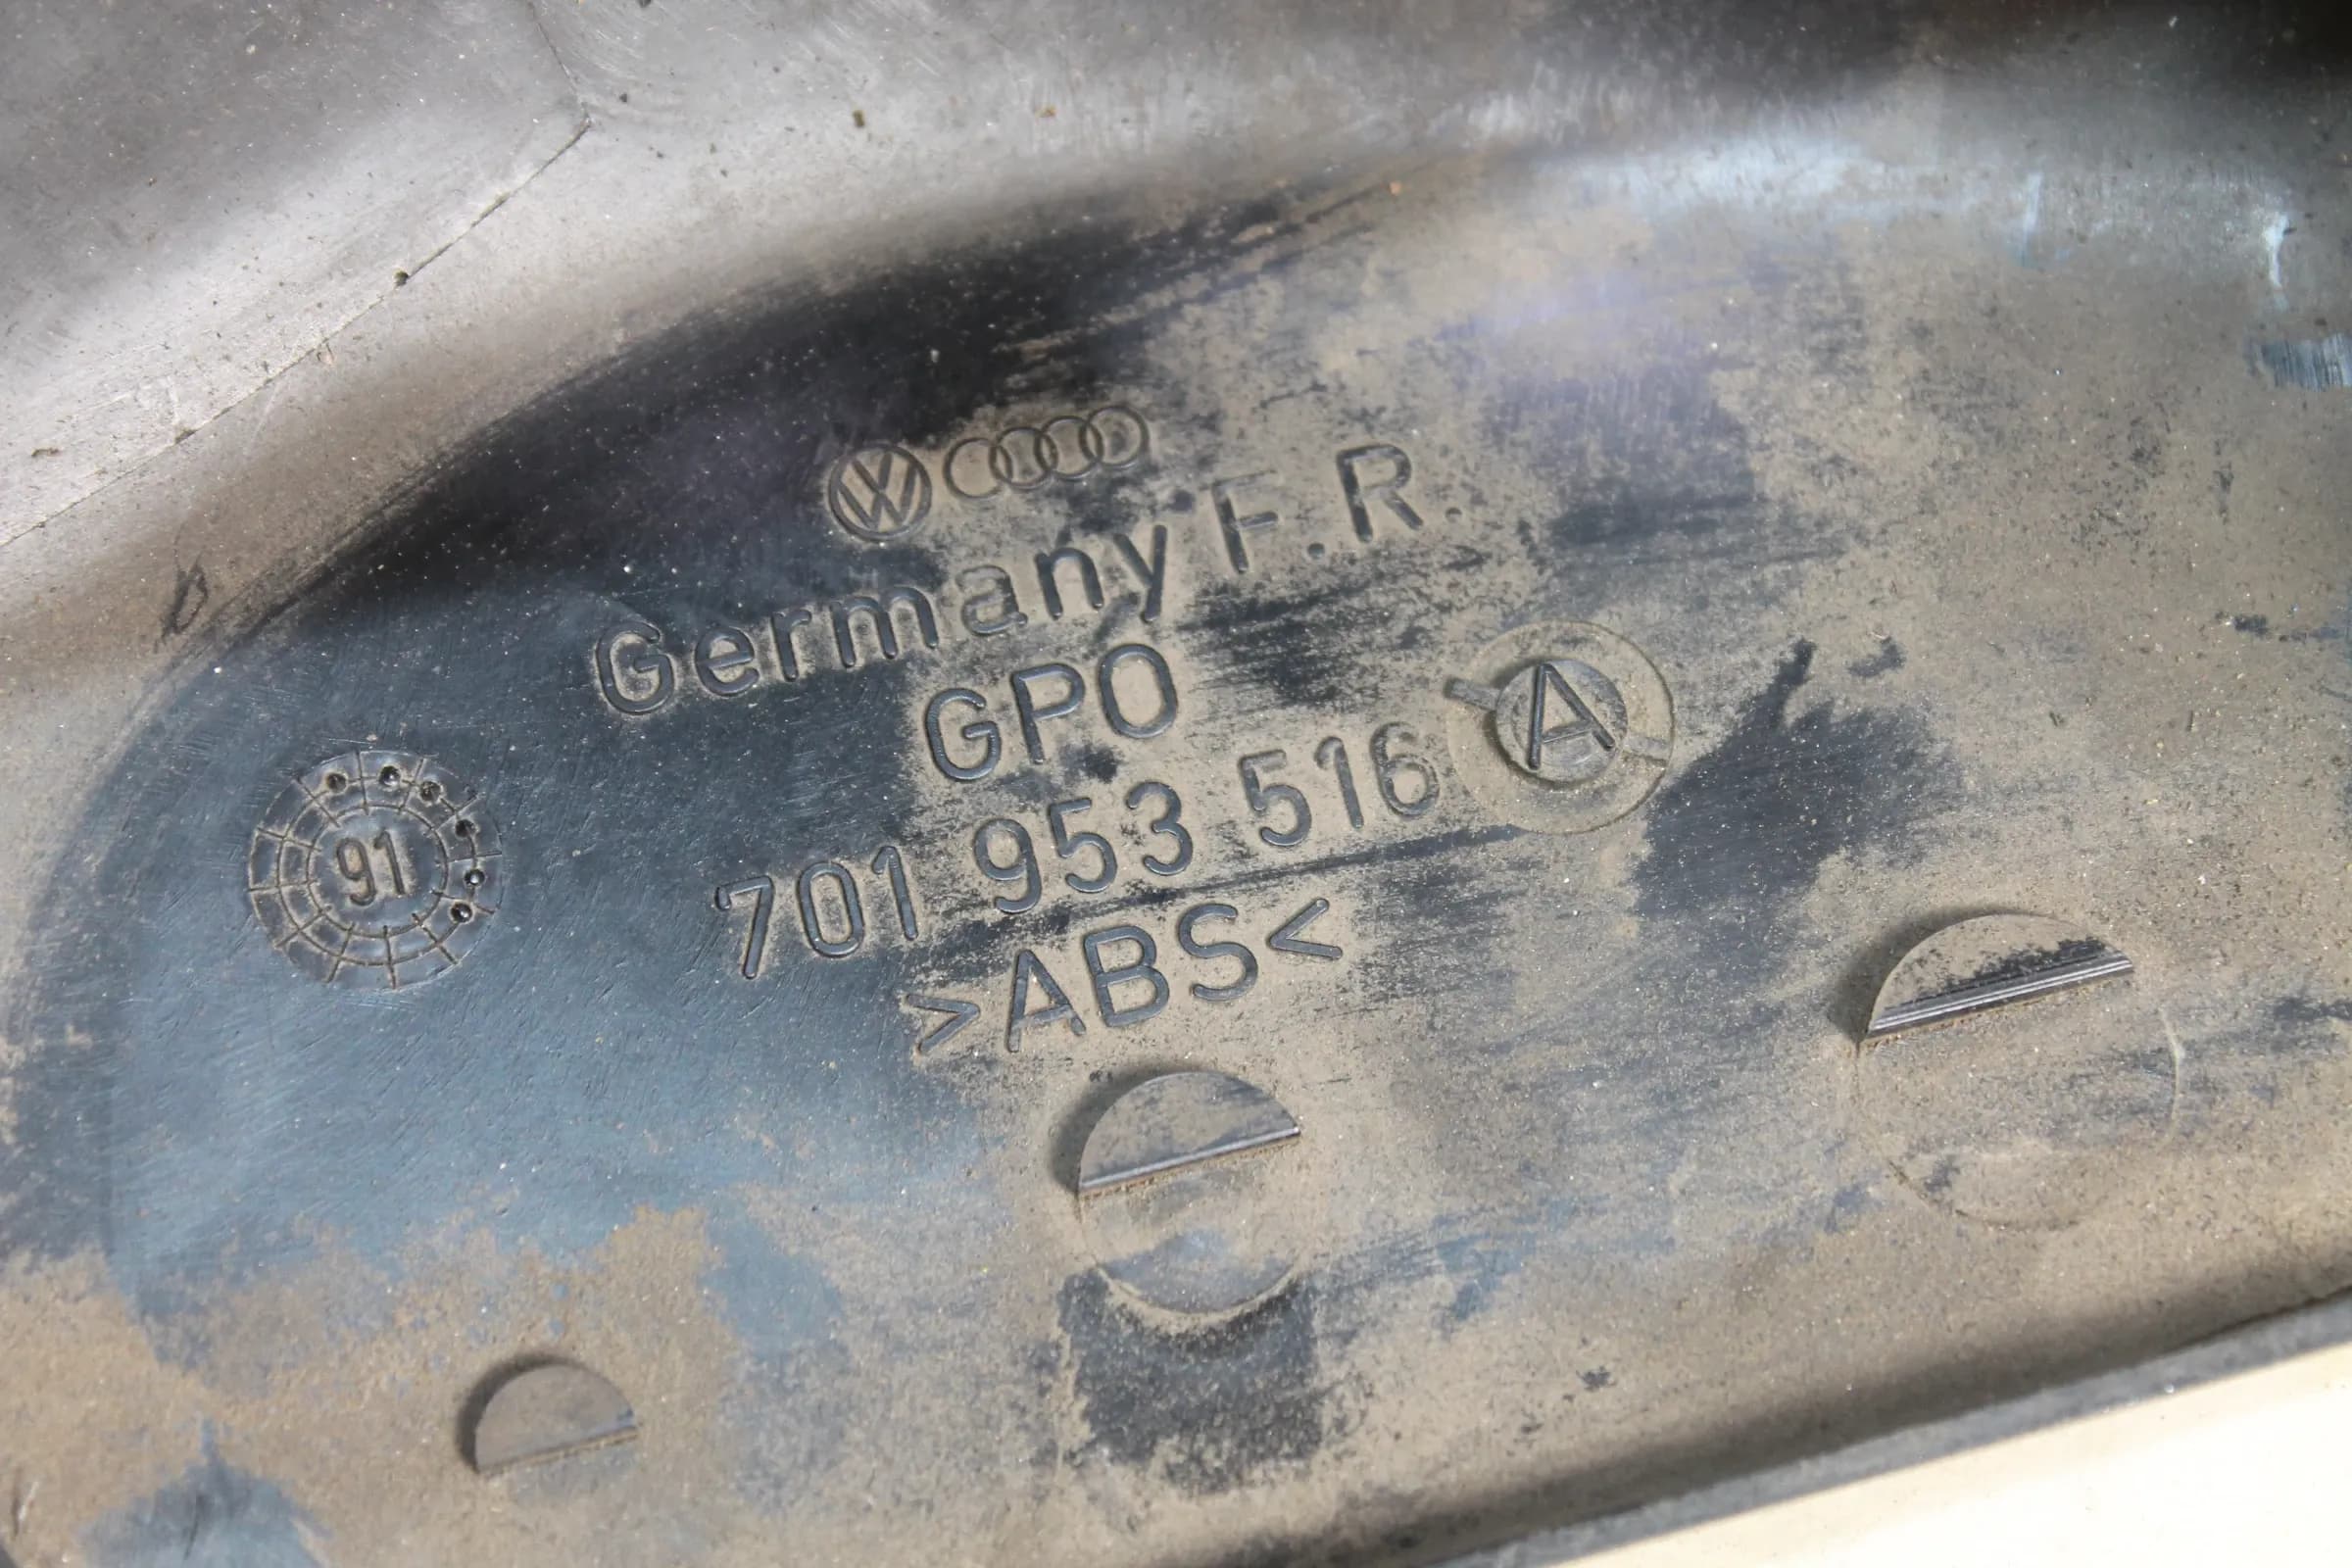 Germany F.R.
GPO
701 953 516 A
>ABS<
91